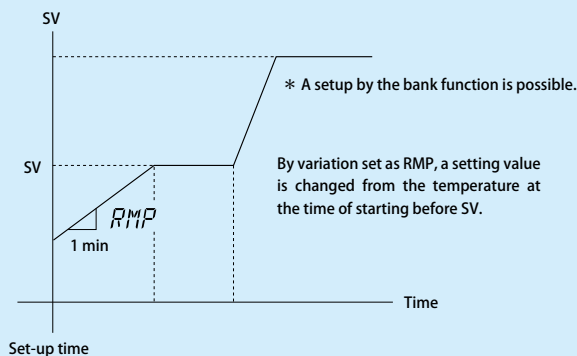 SV
* A setup by the bank function is possible.
SV
By variation set as RMP, a setting value
is changed from the temperature at
the time of starting before SV.
RMP
1 min
Time
Set-up time